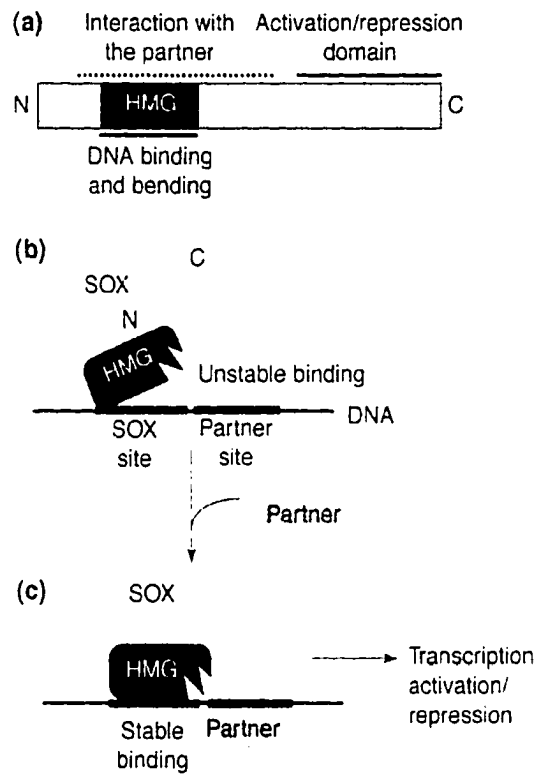 (a)
Interaction with
the partner
Activation/repression
domain
N
HMG
C
DNA binding
and bending
(b)
C
SOX
N
HMG
Unstable binding
DNA
SOX
site
Partner
site
Partner
(c)
SOX
HMG
Transcription
activation/
repression
Stable
binding
Partner